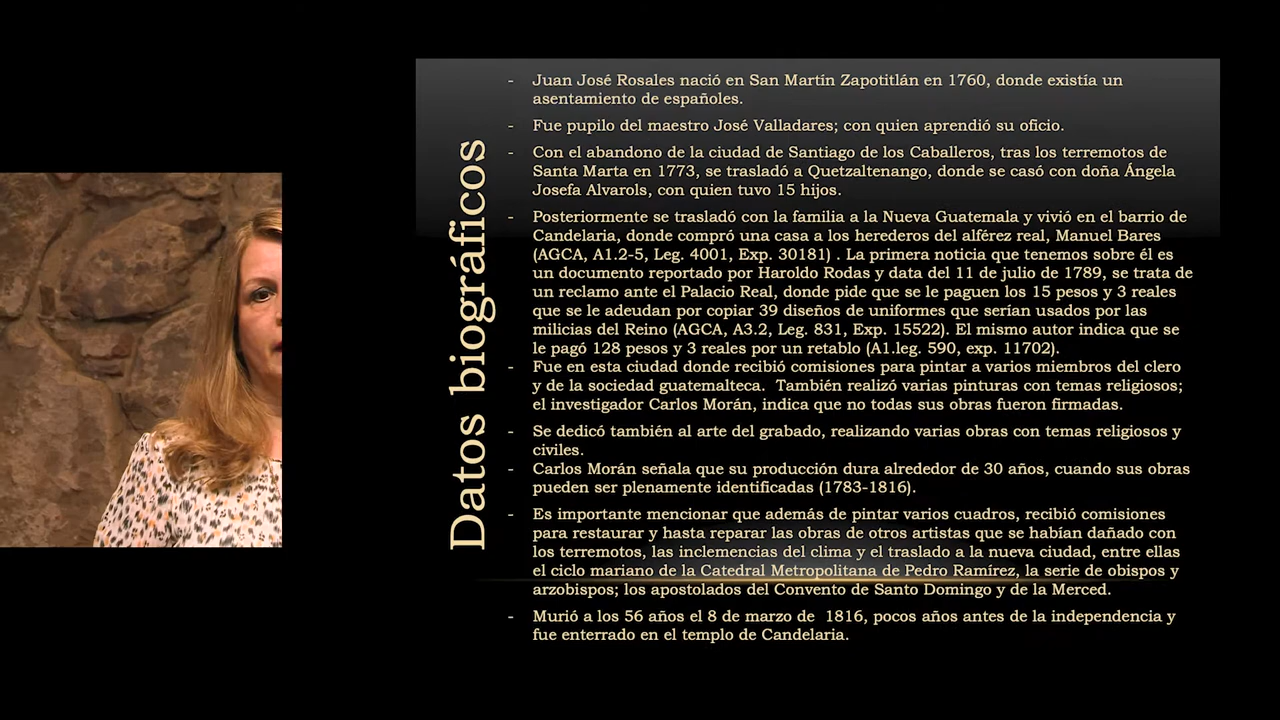 Datos biográficos
- Juan José Rosales nació en San Martín Zapotitlán en 1760, donde existía un
asentamiento de españoles.
- Fue pupilo del maestro José Valladares; con quien aprendió su oficio.
- Con el abandono de la ciudad de Santiago de los Caballeros, tras los terremotos de
Santa Marta en 1773, se trasladó a Quetzaltenango, donde se casó con doña Ángela
Josefa Alvarols, con quien tuvo 15 hijos.
- Posteriormente se trasladó con la familia a la Nueva Guatemala y vivió en el barrio de
Candelaria, donde compró una casa a los herederos del alférez real, Manuel Bares
(AGCA, A1.2-5, Leg. 4001, Exp. 30181) . La primera noticia que tenemos sobre él es
un documento reportado por Haroldo Rodas y data del 11 de julio de 1789, se trata de
un reclamo ante el Palacio Real, donde pide que se le paguen los 15 pesos y 3 reales
que se le adeudan por copiar 39 diseños de uniformes que serían usados por las
milicias del Reino (AGCA, A3.2, Leg. 831, Exp. 15522). El mismo autor indica que se
le pagó 128 pesos y 3 reales por un retablo (A1.leg. 590, exp. 11702).
- Fue en esta ciudad donde recibió comisiones para pintar a varios miembros del clero
y de la sociedad guatemalteca. También realizó varias pinturas con temas religiosos;
el investigador Carlos Morán, indica que no todas sus obras fueron firmadas.
- Se dedicó también al arte del grabado, realizando varias obras con temas religiosos y
civiles.
- Carlos Morán señala que su producción dura alrededor de 30 años, cuando sus obras
pueden ser plenamente identificadas (1783-1816).
- Es importante mencionar que además de pintar varios cuadros, recibió comisiones
para restaurar y hasta reparar las obras de otros artistas que se habían dañado con
los terremotos, las inclemencias del clima y el traslado a la nueva ciudad, entre ellas
el ciclo mariano de la Catedral Metropolitana de Pedro Ramírez, la serie de obispos y
arzobispos; los apostolados del Convento de Santo Domingo y de la Merced.
- Murió a los 56 años el 8 de marzo de 1816, pocos años antes de la independencia y
fue enterrado en el templo de Candelaria.